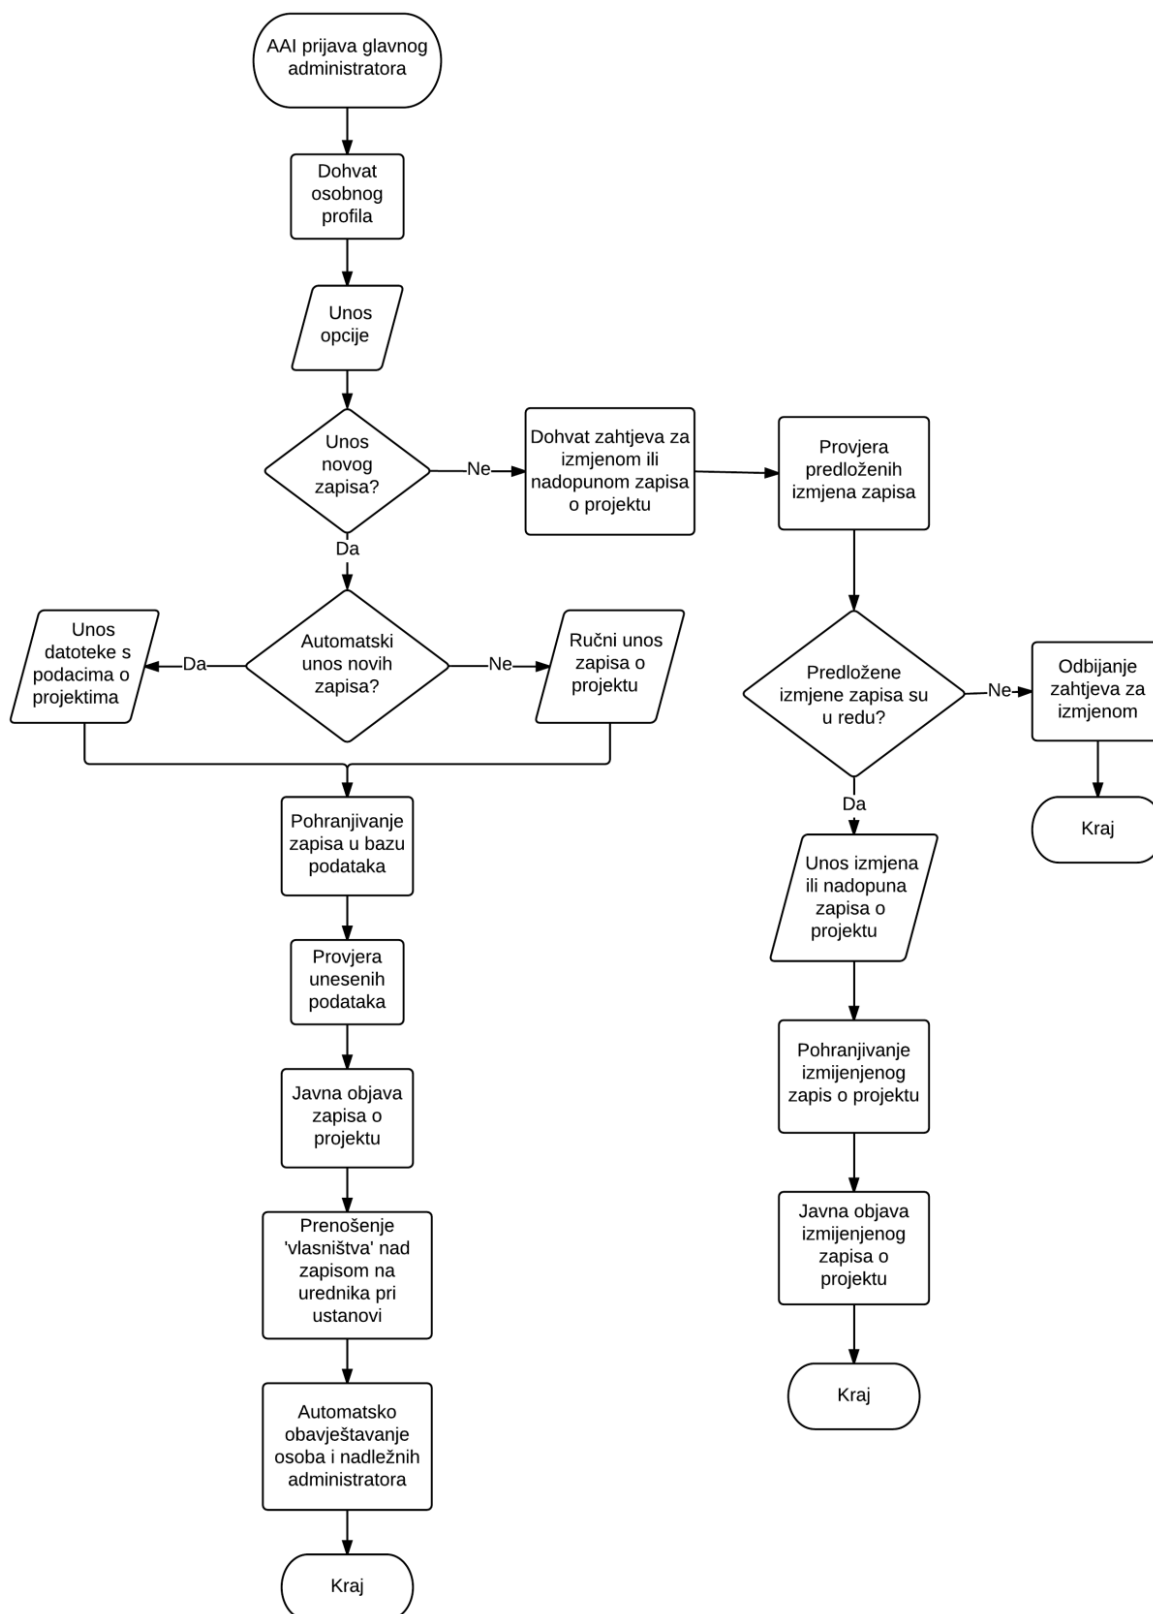 AAI prijava glavnog
administratora
Dohvat
osobnog
profila
Unos
opcije
Unos
novog
zapisa?
Ne
Dohvat zahtjeva za
izmjenom ili
nadopunom zapisa
o projektu
Provjera
predloženih
izmjena zapisa
Da
Unos
datoteke s
podacima o
projektima
Da
Automatski
unos novih
zapisa?
Ne
Ručni unos
zapisa o
projektu
Predložene
izmjene zapisa su
u redu?
Ne
Odbijanje
zahtjeva za
izmjenom
Kraj
Da
Pohranjivanje
zapisa u bazu
podataka
Unos izmjena
ili nadopuna
zapisa o
projektu
Provjera
unesenih
podataka
Pohranjivanje
izmijenjenog
zapis o projektu
Javna objava
zapisa o
projektu
Javna objava
izmijenjenog
zapisa o
projektu
Prenošenje
'vlasništva' nad
zapisom na
urednika pri
ustanovi
Kraj
Automatsko
obavještavanje
osoba i nadležnih
administratora
Kraj